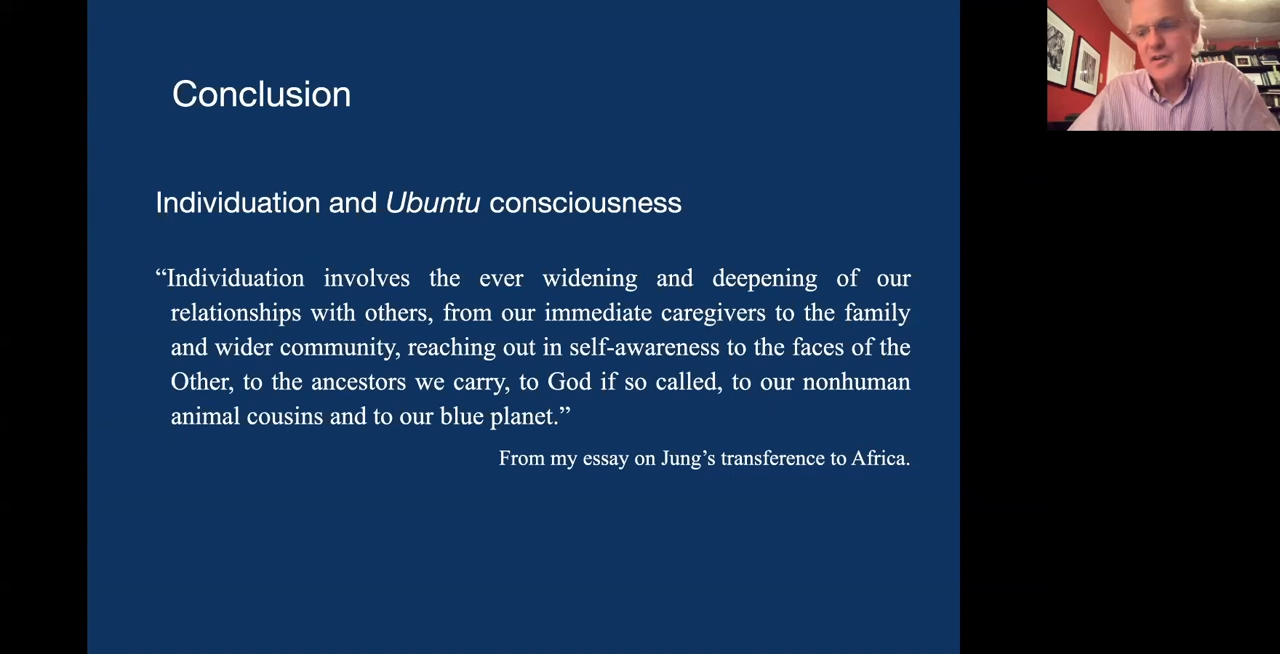 Conclusion
Individuation and Ubuntu consciousness
“Individuation involves the ever widening and deepening of our
relationships with others, from our immediate caregivers to the family
and wider community, reaching out in self-awareness to the faces of the
Other, to the ancestors we carry, to God if so called, to our nonhuman
animal cousins and to our blue planet.”
From my essay on Jung’s transference to Africa.